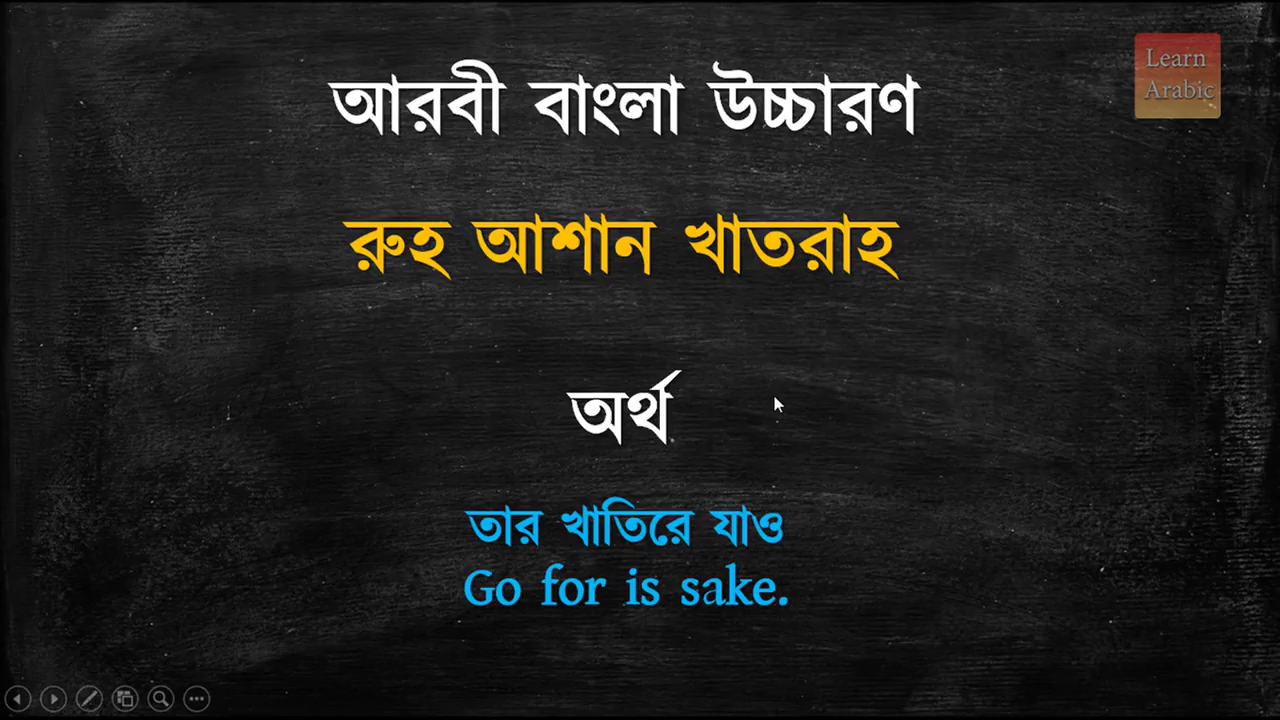 Learn
Arabic
আরবী বাংলা উচ্চারণ
রুহ আশান খাতরাহ
অর্থ
তার খাতিরে যাও
Go for is sake.